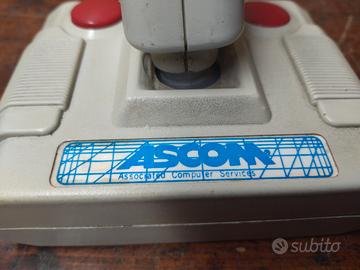 ASCOM
Associated Computer Services
subito